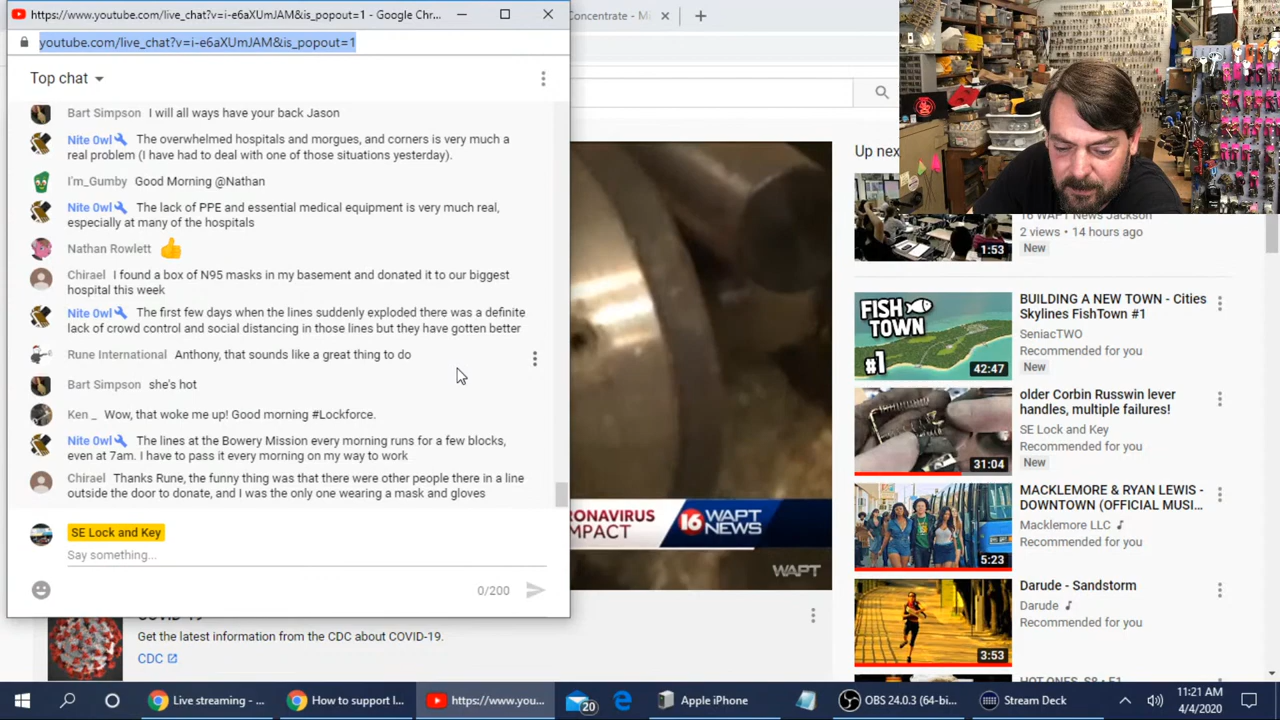 https://www.youtube.com/live_chat?v=i-e6aXUmJAM&is_popout=1 - Google Chr...
Concentrate - Mi
youtube.com/live_chat?v=i-e6aXUmJAM&is_popout=1
Top chat
Bart Simpson I will all ways have your back Jason
Nite 0wl The overwhelmed hospitals and morgues, and corners is very much a
real problem (I have had to deal with one of those situations yesterday).
I'm_Gumby Good Morning @Nathan
Nite 0wl The lack of PPE and essential medical equipment is very much real,
especially at many of the hospitals
Nathan Rowlett
Chirael I found a box of N95 masks in my basement and donated it to our biggest
hospital this week
Nite 0wl The first few days when the lines suddenly exploded there was a definite
lack of crowd control and social distancing in those lines but they have gotten better
Rune International Anthony, that sounds like a great thing to do
Bart Simpson she's hot
Ken _ Wow, that woke me up! Good morning #Lockforce.
Nite 0wl The lines at the Bowery Mission every morning runs for a few blocks,
even at 7am. I have to pass it every morning on my way to work
Chirael Thanks Rune, the funny thing was that there were other people there in a line
outside the door to donate, and I was the only one wearing a mask and gloves
SE Lock and Key
Say something...
0/200
ONAVIRUS
MPACT
16 WAPT
NEWS
WAPT
Get the latest information from the CDC about COVID-19.
CDC
Up nex
16 WAPT News Jackson
2 views • 14 hours ago
New
1:53
FISH
TOWN
#1
42:47
BUILDING A NEW TOWN - Cities
Skylines FishTown #1
SeniacTWO
Recommended for you
New
31:04
older Corbin Russwin lever
handles, multiple failures!
SE Lock and Key
Recommended for you
New
5:23
MACKLEMORE & RYAN LEWIS -
DOWNTOWN (OFFICIAL MUSI...
Macklemore LLC
Recommended for you
3:53
Darude - Sandstorm
Darude
Recommended for you
Live streaming - ...
How to support l...
https://www.you...
20
Apple iPhone
OBS 24.0.3 (64-bi...
Stream Deck
11:21 AM
4/4/2020